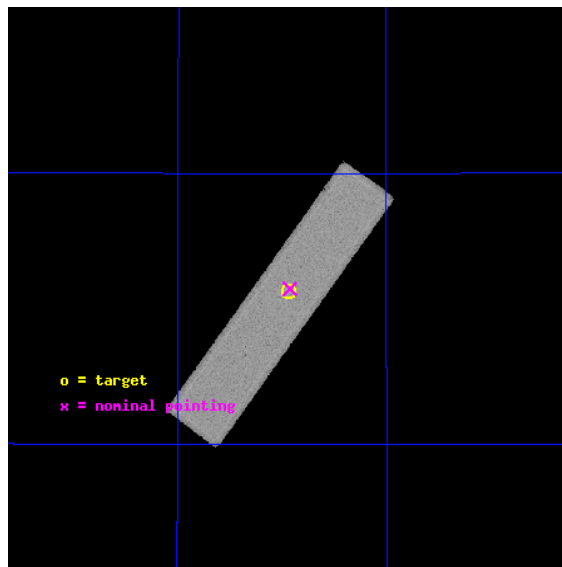 o = target
x = nominal pointing